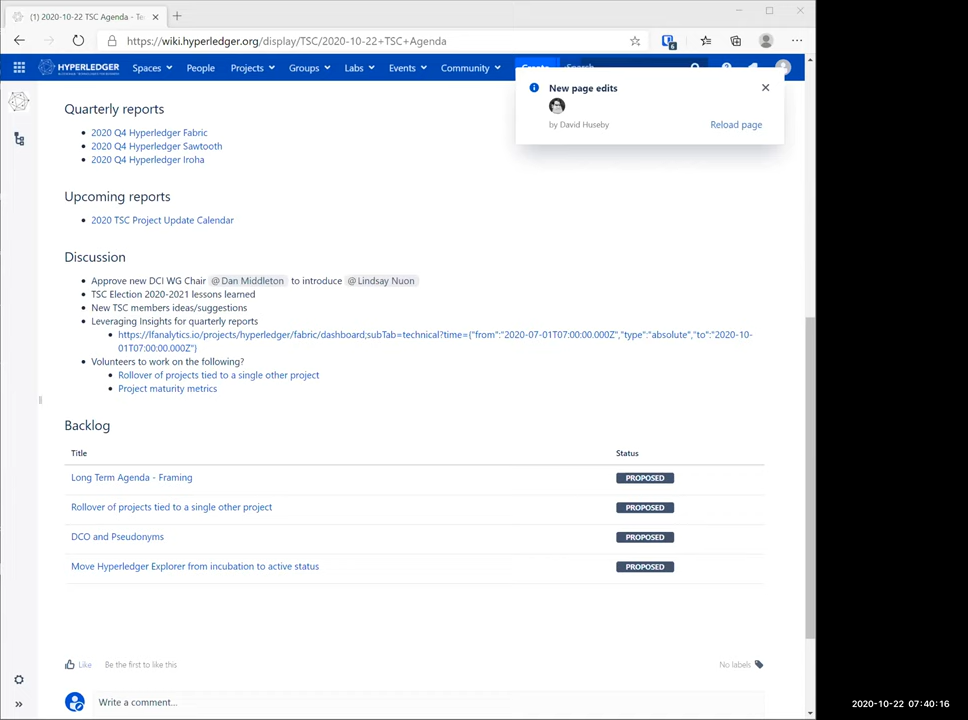 (1) 2020-10-22 TSC Agenda - Te
https://wiki.hyperledger.org/display/TSC/2020-10-22+TSC+Agenda
6
HYPERLEDGER
Spaces People Projects Groups Labs Events Community Create Search
New page edits
by David Huseby
Reload page
Quarterly reports
2020 Q4 Hyperledger Fabric
2020 Q4 Hyperledger Sawtooth
2020 Q4 Hyperledger Iroha
Upcoming reports
2020 TSC Project Update Calendar
Discussion
Approve new DCI WG Chair @Dan Middleton to introduce @Lindsay Nuon
TSC Election 2020-2021 lessons learned
New TSC members ideas/suggestions
Leveraging Insights for quarterly reports
https://lfanalytics.io/projects/hyperledger/fabric/dashboard;subTab=technical?time={"from":"2020-07-01T07:00:00.000Z","type":"absolute","to":"2020-10-
01T07:00:00.000Z"}
Volunteers to work on the following?
Rollover of projects tied to a single other project
Project maturity metrics
Backlog
Title Status
Long Term Agenda - Framing PROPOSED
Rollover of projects tied to a single other project PROPOSED
DCO and Pseudonyms PROPOSED
Move Hyperledger Explorer from incubation to active status PROPOSED
Like Be the first to like this No labels
Write a comment...
2020-10-22 07:40:16